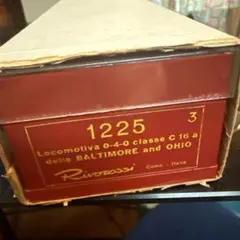 1225 3
Locomotiva 0-4-0 classe C 16 a
della BALTIMORE and OHIO
Rivarossi Como - Italia